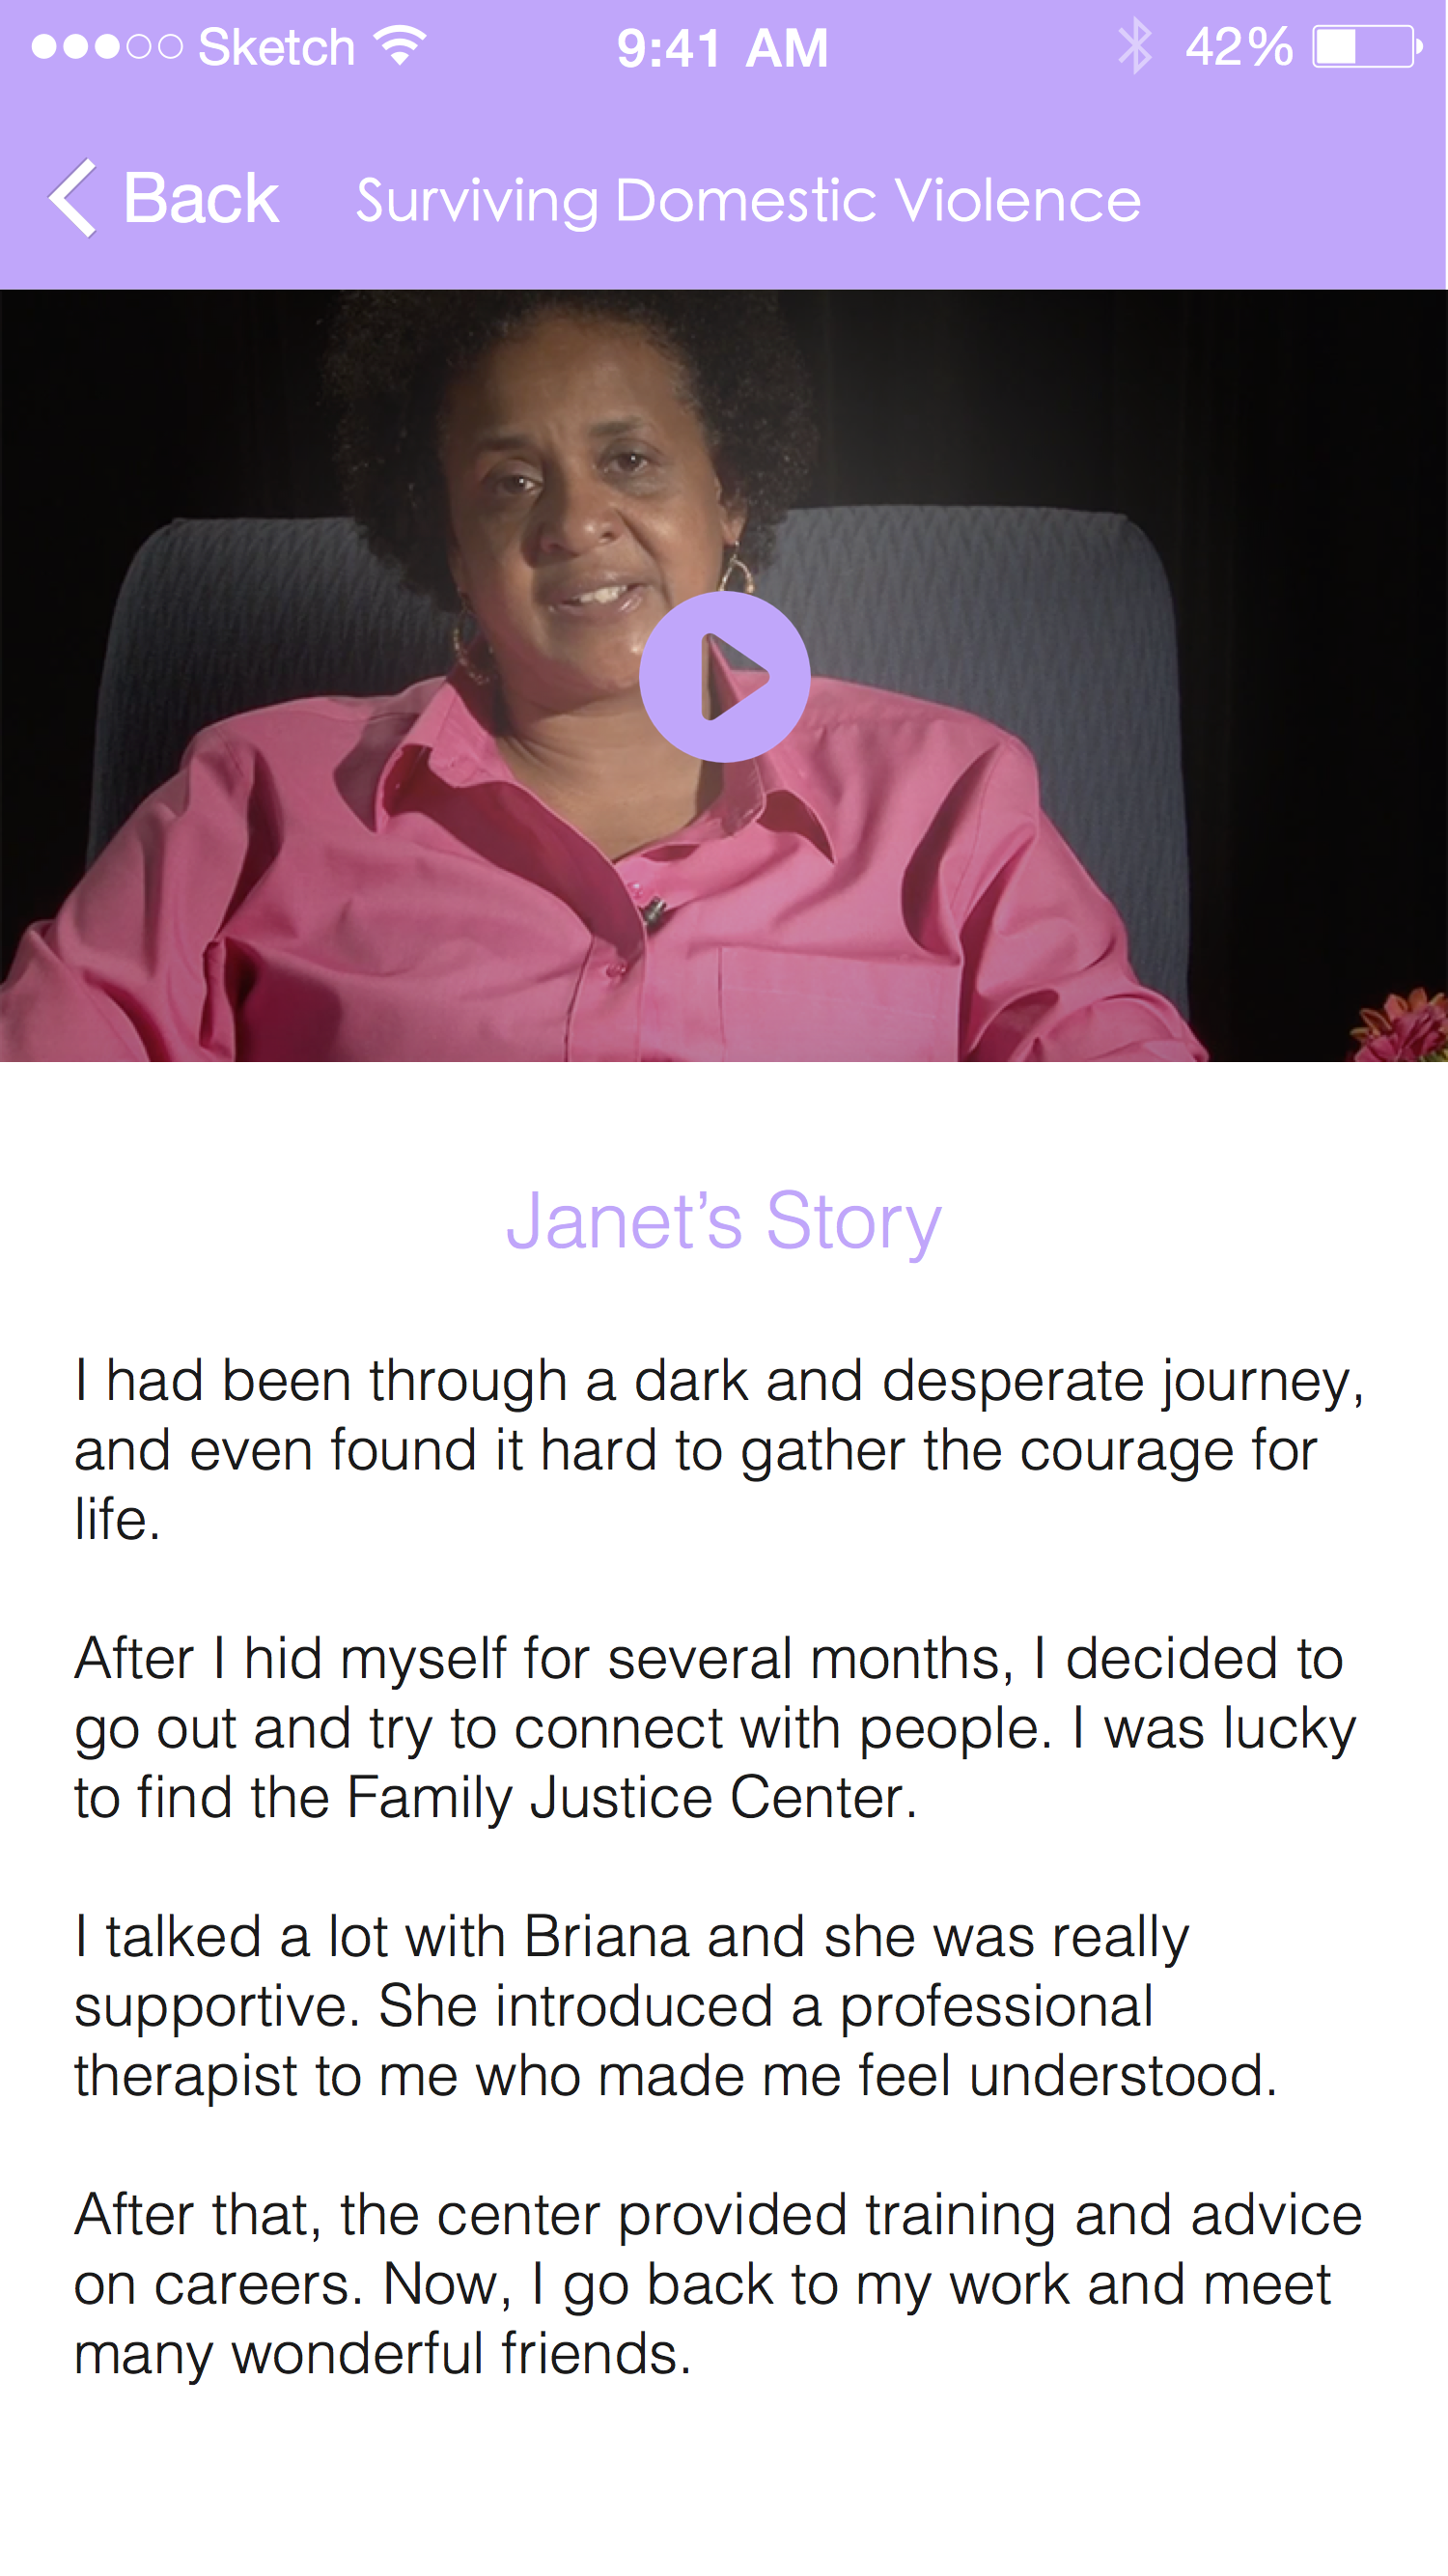 Sketch 9:41 AM 42%
Back Surviving Domestic Violence
Janet’s Story
I had been through a dark and desperate journey,
and even found it hard to gather the courage for
life.
After I hid myself for several months, I decided to
go out and try to connect with people. I was lucky
to find the Family Justice Center.
I talked a lot with Briana and she was really
supportive. She introduced a professional
therapist to me who made me feel understood.
After that, the center provided training and advice
on careers. Now, I go back to my work and meet
many wonderful friends.